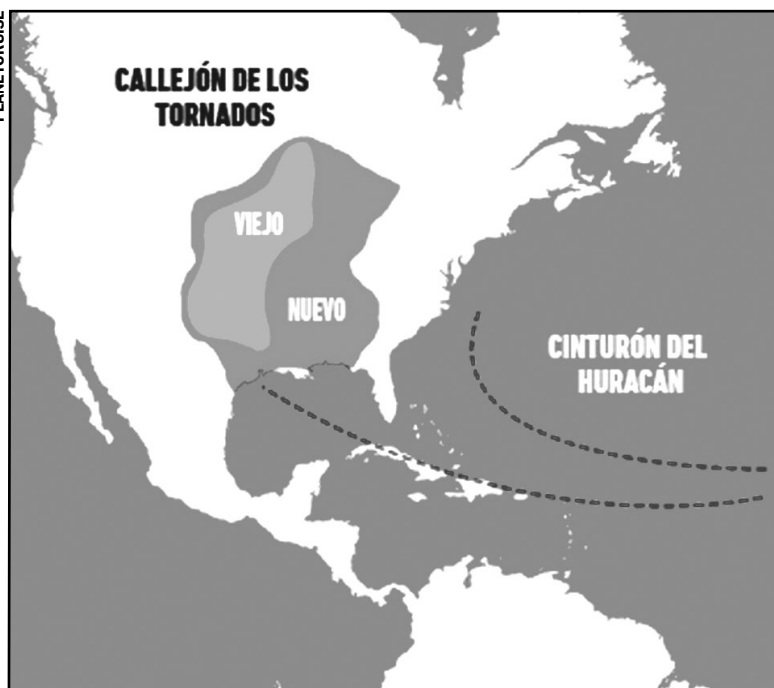 CALLEJÓN DE LOS
TORNADOS
VIEJO
NUEVO
CINTURÓN DEL
HURACÁN